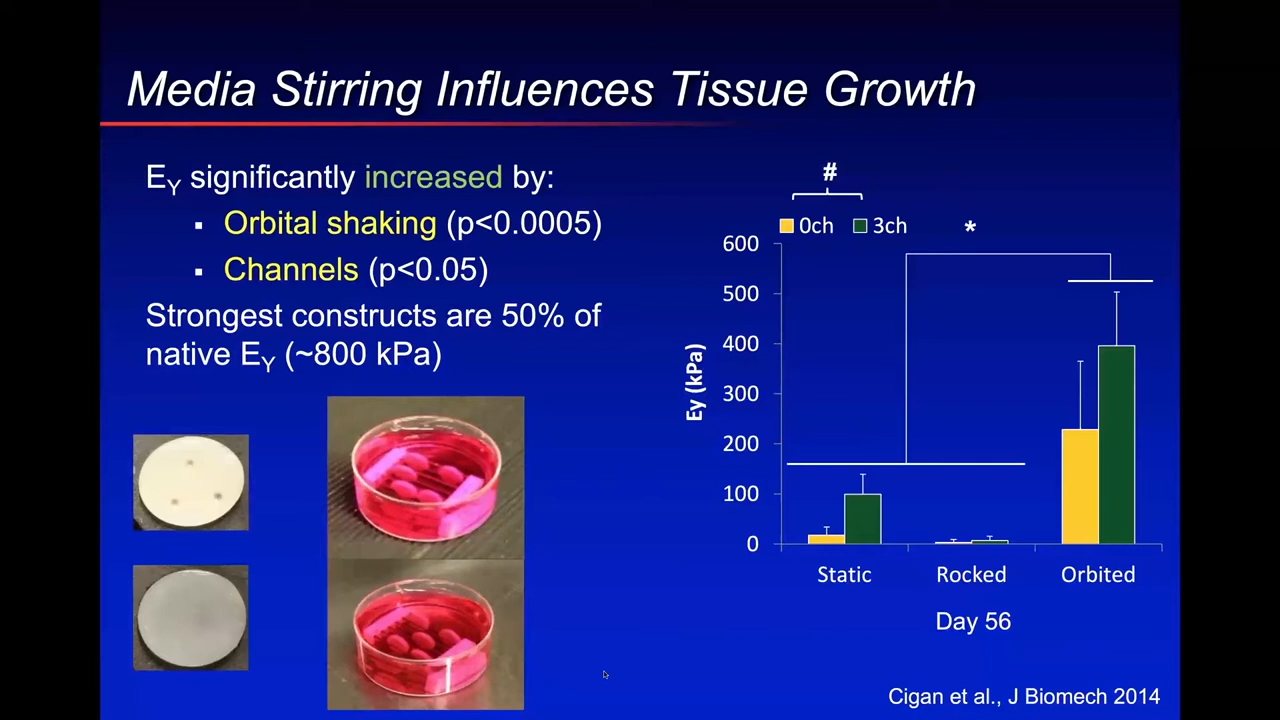 Media Stirring Influences Tissue Growth
EY significantly increased by:
▪ Orbital shaking (p<0.0005)
▪ Channels (p<0.05)
Strongest constructs are 50% of
native EY (~800 kPa)
#
0ch 3ch
*
Ey (kPa)
600
500
400
300
200
100
0
Static Rocked Orbited
Day 56
Cigan et al., J Biomech 2014